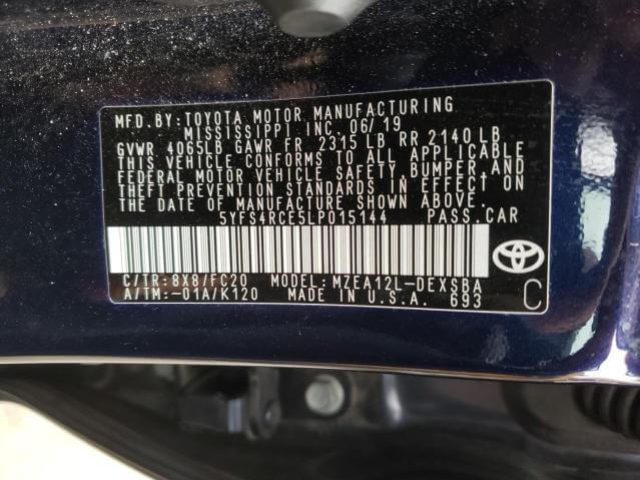 MFD.BY:TOYOTA MOTOR MANUFACTURING
MISSISSIPPI INC. 06/19
GVWR 4065LB GAWR FR 2315 LB RR 2140 LB
THIS VEHICLE CONFORMS TO ALL APPLICABLE
FEDERAL MOTOR VEHICLE SAFETY,BUMPER,AND
THEFT PREVENTION STANDARDS IN EFFECT ON
THE DATE OF MANUFACTURE SHOWN ABOVE.
5YFS4RCE5LP015144 PASS.CAR
C/TR:8X8/FC20 MODEL:MZEA12L-DEXSBA
A/TM:-01A/K120 MADE IN U.S.A. 693
C